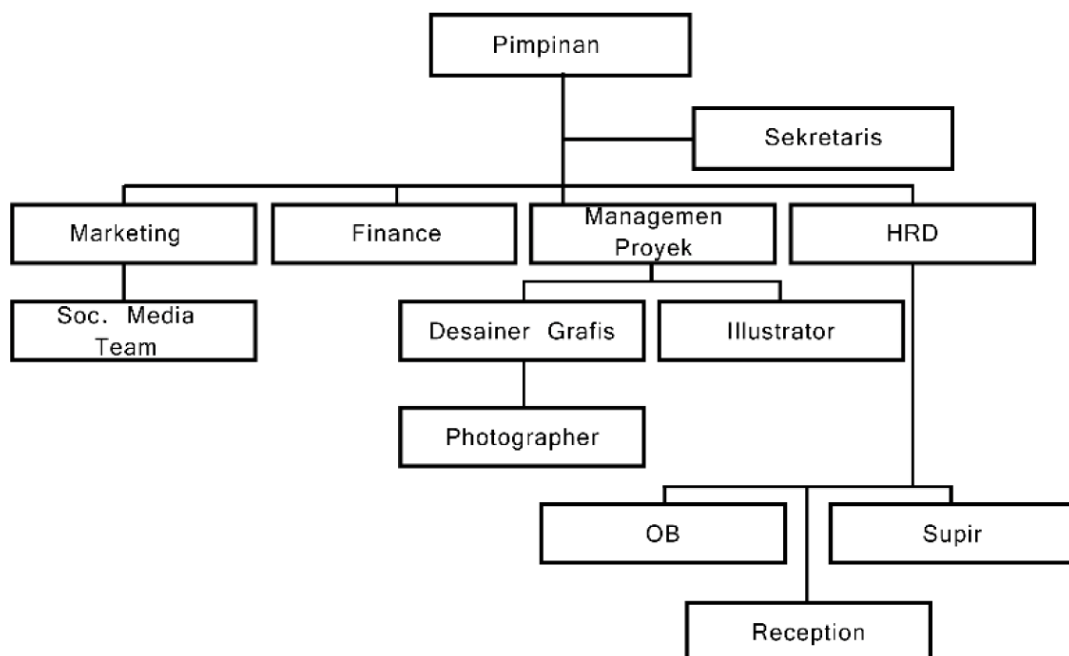 Pimpinan
Sekretaris
Marketing
Finance
Managemen
Proyek
HRD
Soc. Media
Team
Desainer Grafis
Illustrator
Photographer
OB
Supir
Reception